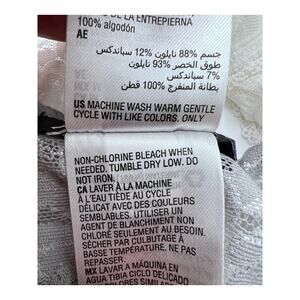 DE LA ENTREPIERNA
100% algodón
AE
جسم 88% نايلون 12% سباندكس
طوق الخصر 93% نايلون
7% سباندكس
بطانة المنفرج 100% قطن
US MACHINE WASH WARM GENTLE
CYCLE WITH LIKE COLORS. ONLY
NON-CHLORINE BLEACH WHEN
NEEDED. TUMBLE DRY LOW. DO
NOT IRON.
CA LAVER À LA MACHINE
À L'EAU TIÈDE AU CYCLE
DÉLICAT AVEC DES COULEURS
SEMBLABLES. UTILISER UN
AGENT DE BLANCHIMENT NON
CHLORÉ SEULEMENT AU BESOIN.
SÉCHER PAR CULBUTAGE À
BASSE TEMPÉRATURE. NE PAS
REPASSER.
MX LAVAR A MÁQUINA EN
AGUA TIBIA CICLO DELICADO